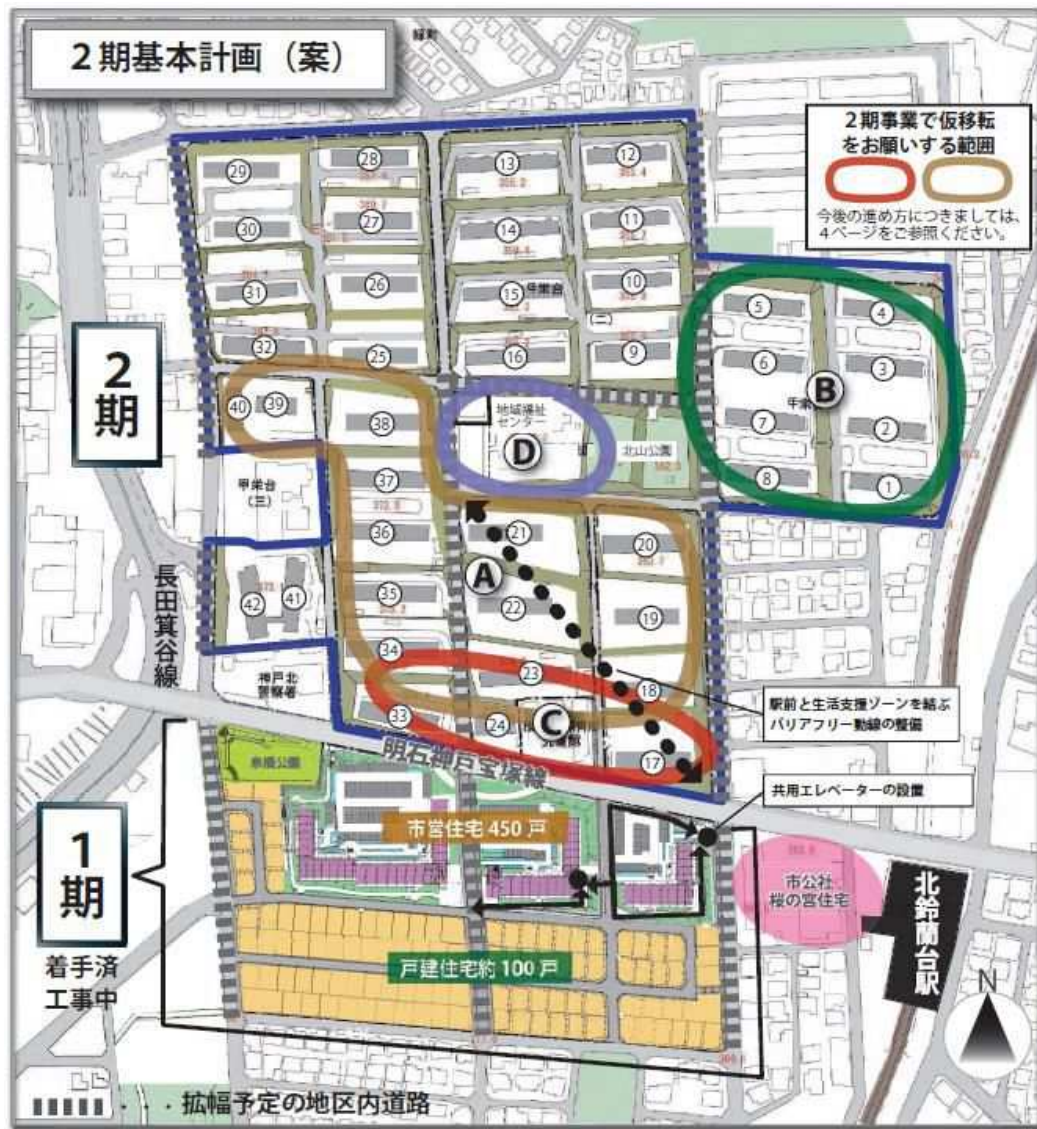 2期基本計画(案)
緑町
2期事業で仮移転
をお願いする範囲
今後の進め方につきましては、
4ページをご参照ください。
29
28
13
12
30
27
14
11
31
26
15
10
32
25
16
9
5
4
6
3
B
7
2
8
1
2
期
40
39
38
地域福祉
センター
D
北山公園
甲栄台
(三)
37
36
21
20
A
35
22
19
42
41
長田箕谷線
34
23
18
神戸北
警察署
33
24
C
17
駅前と生活支援ゾーンを結ぶ
バリアフリー動線の整備
明石神戸宝塚線
共用エレベーターの設置
1
期
着手済
工事中
市営住宅450戸
市公社
桜の宮住宅
北鈴蘭台駅
戸建住宅約100戸
N
・・・拡幅予定の地区内道路